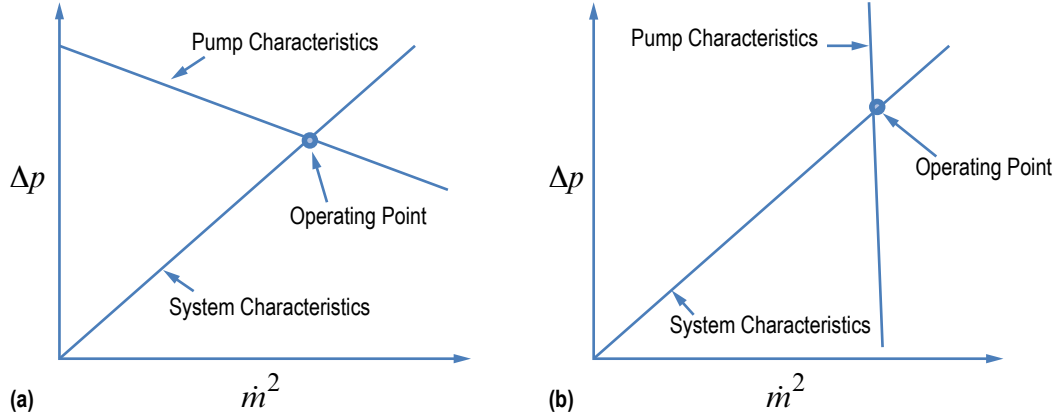 Pump Characteristics
Δp
Operating Point
System Characteristics
(a)
ṁ²
Pump Characteristics
Δp
Operating Point
System Characteristics
(b)
ṁ²